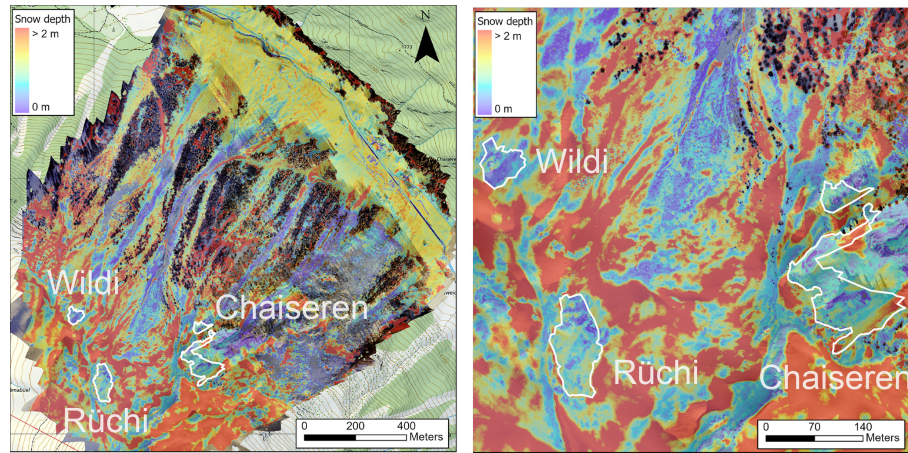 Snow depth
> 2 m
0 m
N
1773
Wildi
Chaiseren
Rüchi
0 200 400
Meters
Snow depth
> 2 m
0 m
Wildi
Rüchi
Chaiseren
0 70 140
Meters